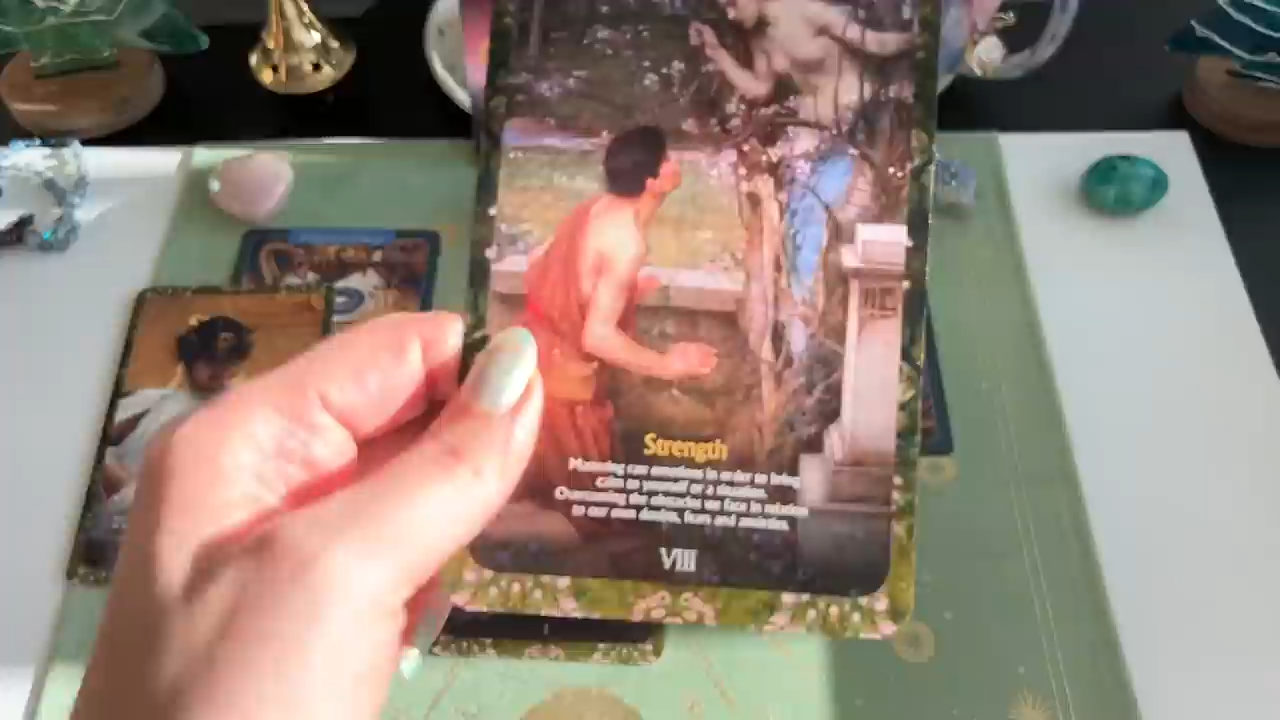 Strength
Mastering raw emotions in order to bring
calm to yourself or a situation.
Overcoming the obstacles we face in relation
to our own doubts, fears and anxieties.
VIII